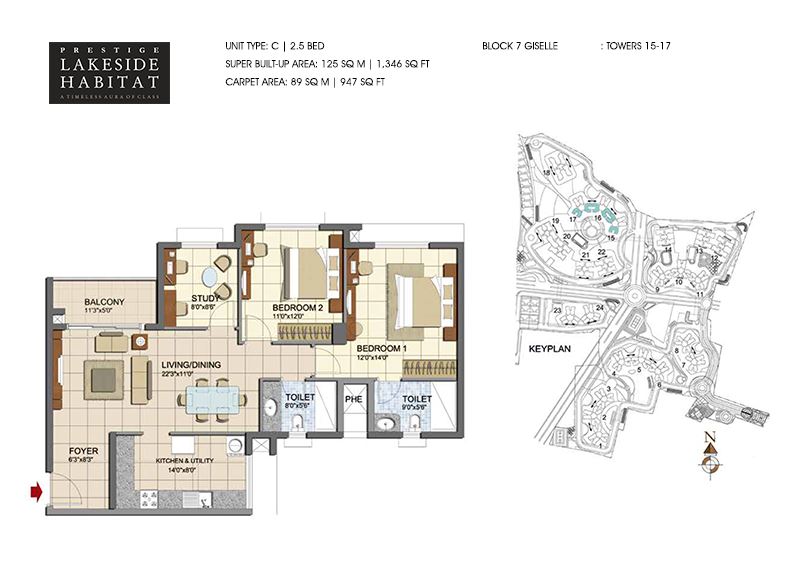 PRESTIGE
LAKESIDE
HABITAT
A TIMELESS AURA OF CLASS
UNIT TYPE: C | 2.5 BED
SUPER BUILT-UP AREA: 125 SQ M | 1,346 SQ FT
CARPET AREA: 89 SQ M | 947 SQ FT
BLOCK 7 GISELLE : TOWERS 15-17
BALCONY
11'3"x5'0"
STUDY
8'0"x8'6"
BEDROOM 2
11'0"x12'0"
BEDROOM 1
12'0"x14'0"
LIVING/DINING
22'3"x11'0"
TOILET
8'0"x5'6"
PHE
TOILET
9'0"x5'6"
FOYER
6'3"x8'3"
KITCHEN & UTILITY
14'0"x8'0"
18
19
17
16
15
20
21
22
14
13
12
9
10
11
23
24
KEYPLAN
8
7
6
5
4
3
2
1
N